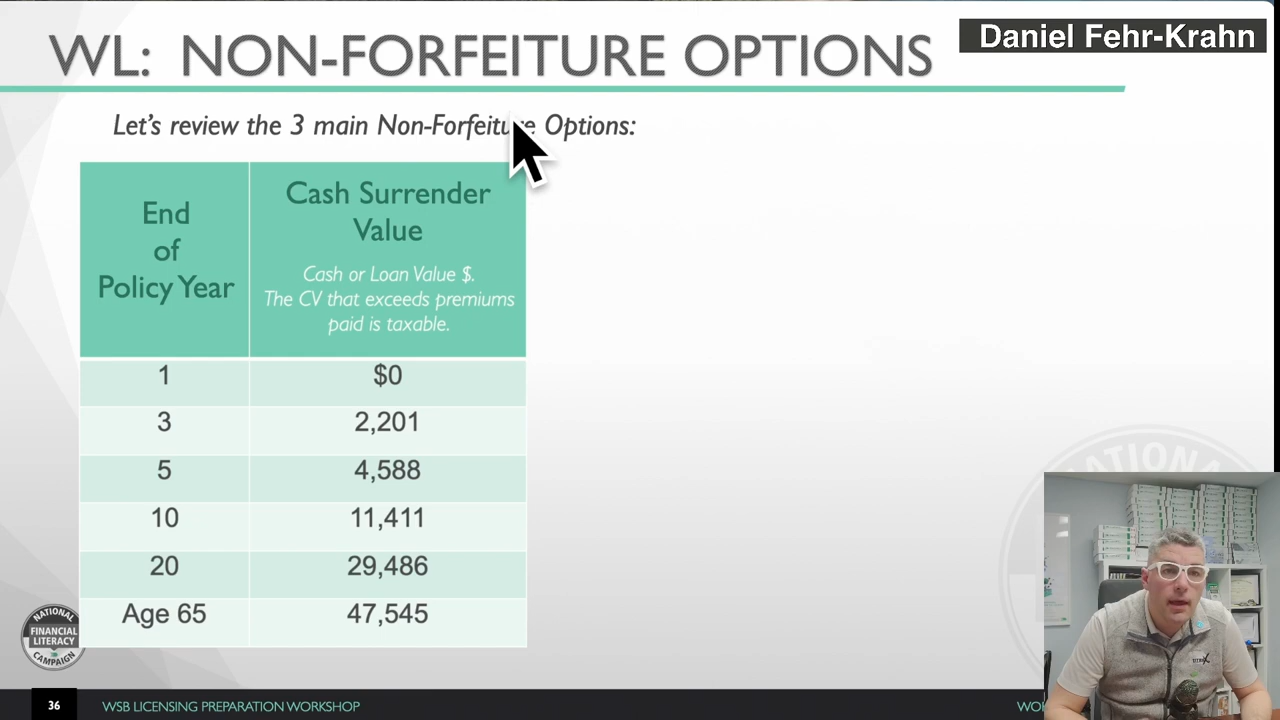 WL: NON-FORFEITURE OPTIONS
Daniel Fehr-Krahn
Let's review the 3 main Non-Forfeiture Options:
End
of
Policy Year
Cash Surrender
Value
Cash or Loan Value $.
The CV that exceeds premiums
paid is taxable.
1 $0
3 2,201
5 4,588
10 11,411
20 29,486
Age 65 47,545
NATIONAL
FINANCIAL
LITERACY
CAMPAIGN
NATIONAL
36 WSB LICENSING PREPARATION WORKSHOP